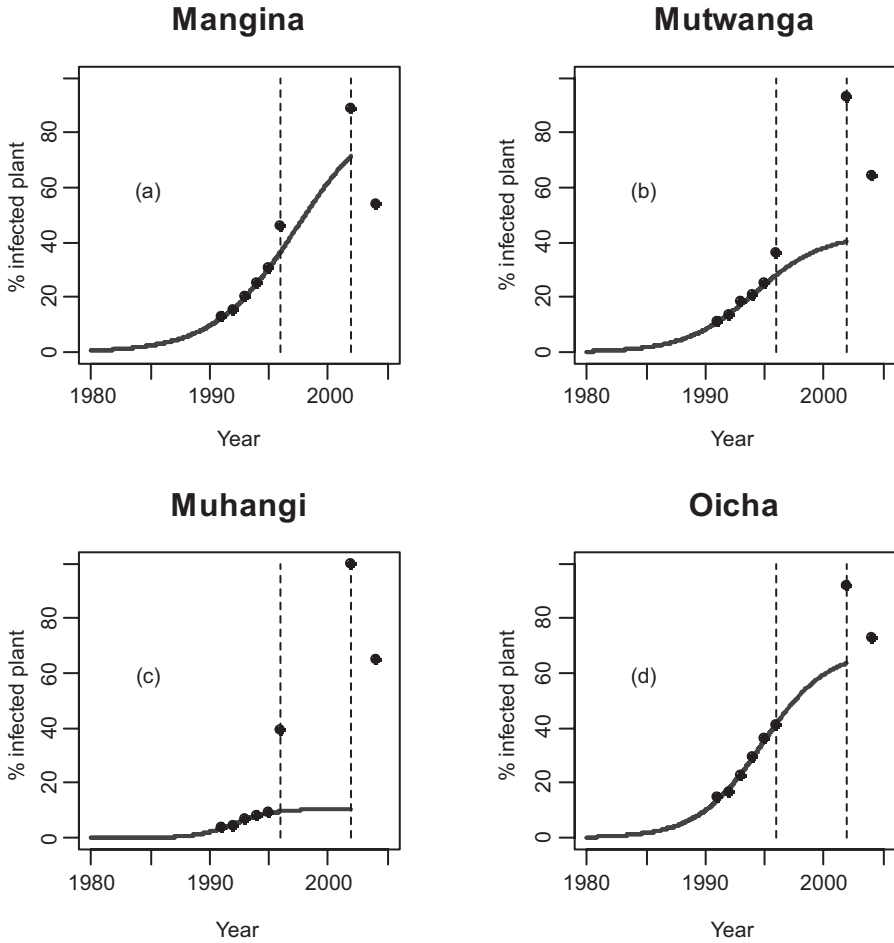 Mangina
% infected plant
0 20 40 60 80
(a)
1980 1990 2000
Year
Mutwanga
% infected plant
0 20 40 60 80
(b)
1980 1990 2000
Year
Muhangi
% infected plant
0 20 40 60 80
(c)
1980 1990 2000
Year
Oicha
% infected plant
0 20 40 60 80
(d)
1980 1990 2000
Year